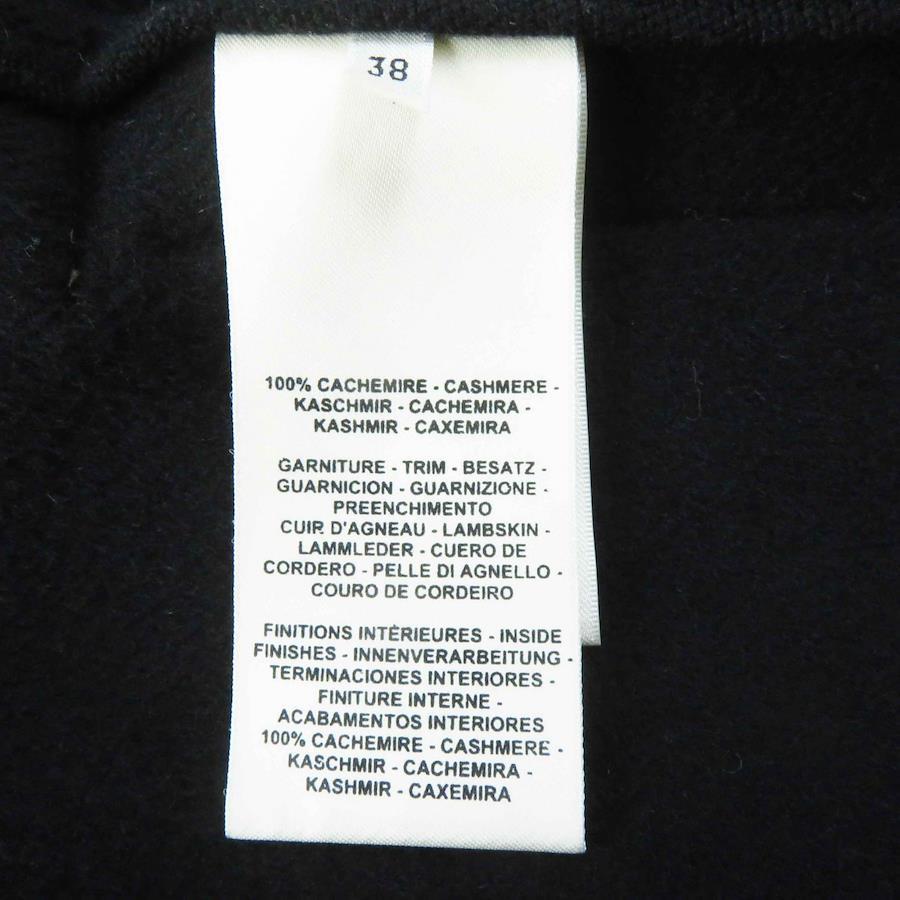 38
100% CACHEMIRE - CASHMERE -
KASCHMIR - CACHEMIRA -
KASHMIR - CAXEMIRA
GARNITURE - TRIM - BESATZ -
GUARNICION - GUARNIZIONE -
PREENCHIMENTO
CUIR D'AGNEAU - LAMBSKIN -
LAMMLEDER - CUERO DE
CORDERO - PELLE DI AGNELLO -
COURO DE CORDEIRO
FINITIONS INTÉRIEURES - INSIDE
FINISHES - INNENVERARBEITUNG -
TERMINACIONES INTERIORES -
FINITURE INTERNE -
ACABAMENTOS INTERIORES
100% CACHEMIRE - CASHMERE -
KASCHMIR - CACHEMIRA -
KASHMIR - CAXEMIRA